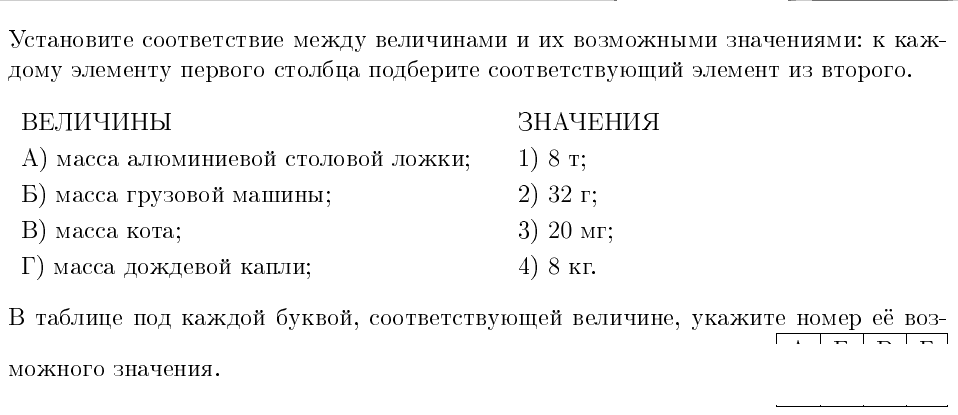 Установите соответствие между величинами и их возможными значениями: к каж-
дому элементу первого столбца подберите соответствующий элемент из второго.
ВЕЛИЧИНЫ ЗНАЧЕНИЯ
А) масса алюминиевой столовой ложки; 1) 8 т;
Б) масса грузовой машины; 2) 32 г;
В) масса кота; 3) 20 мг;
Г) масса дождевой капли; 4) 8 кг.
В таблице под каждой буквой, соответствующей величине, укажите номер её воз-
можного значения.